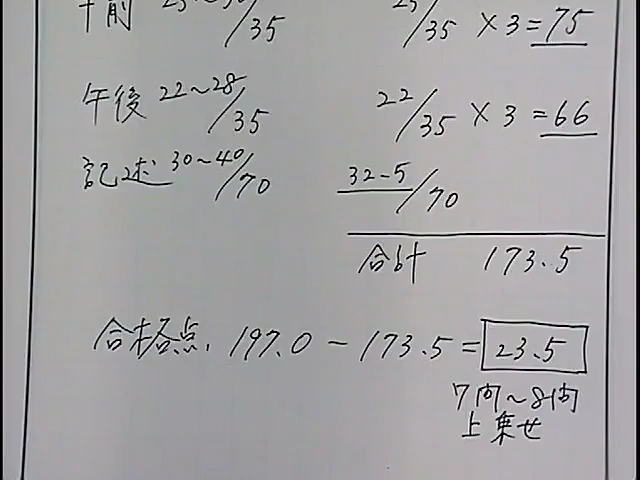 午前 /35 /35 ×3=75
午後 22~28/35 22/35 ×3=66
記述 30~40/70 32-5/70
合計 173.5
合格点、197.0-173.5=23.5
7問~8問
上乗せ